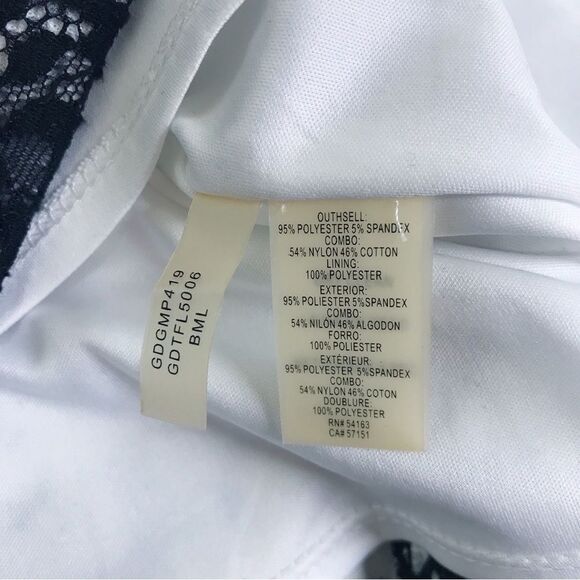 GDGMP419
GDTFL5006
BML
OUTHSELL:
95% POLYESTER 5% SPANDEX
COMBO:
54% NYLON 46% COTTON
LINING:
100% POLYESTER
EXTERIOR:
95% POLIESTER 5%SPANDEX
COMBO:
54% NILÓN 46% ALGODON
FORRO:
100% POLIESTER
EXTÉRIEUR:
95% POLYESTER 5%SPANDEX
COMBO:
54% NYLON 46% COTON
DOUBLURE:
100% POLYESTER
RN# 54163
CA# 57151